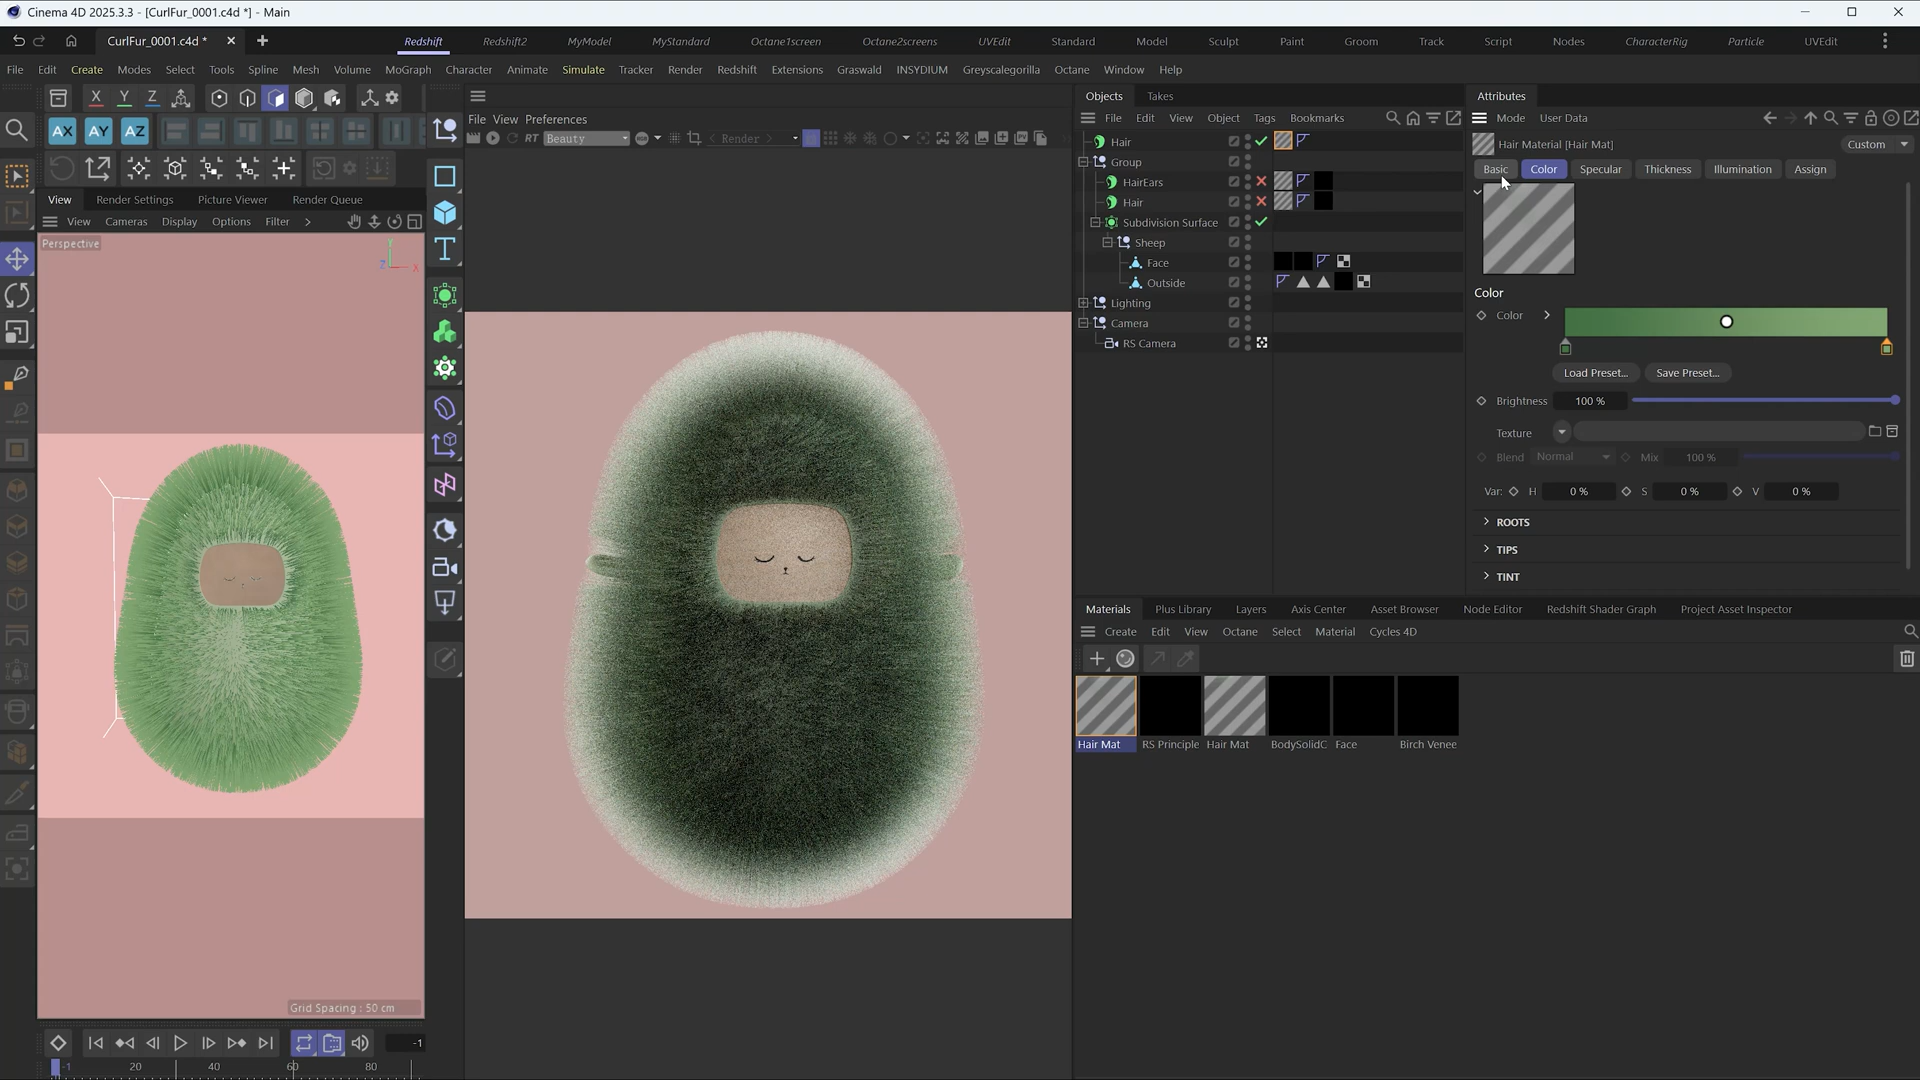 Cinema 4D 2025.3.3 - [CurlFur_0001.c4d *] - Main
CurlFur_0001.c4d *
Redshift Redshift2 MyModel MyStandard Octane1screen Octane2screens UVEdit Standard Model Sculpt Paint Groom Track Script Nodes CharacterRig Particle UVEdit
File Edit Create Modes Select Tools Spline Mesh Volume MoGraph Character Animate Simulate Tracker Render Redshift Extensions Graswald INSYDIUM Greyscalegorilla Octane Window Help
X Y Z
AX AY AZ
View Render Settings Picture Viewer Render Queue
View Cameras Display Options Filter
Perspective
Y
Z X
Grid Spacing : 50 cm
-1
-1 20 40 60 80
File View Preferences
RT Beauty < Render >
Objects Takes
File Edit View Object Tags Bookmarks
Hair
Group
HairEars
Hair
Subdivision Surface
Sheep
Face
Outside
Lighting
Camera
RS Camera
Attributes
Mode User Data
Hair Material [Hair Mat]
Custom
Basic Color Specular Thickness Illumination Assign
Color
Color
Load Preset... Save Preset...
Brightness 100 %
Texture
Blend Normal Mix 100 %
Var: H 0 % S 0 % V 0 %
ROOTS
TIPS
TINT
Materials Plus Library Layers Axis Center Asset Browser Node Editor Redshift Shader Graph Project Asset Inspector
Create Edit View Octane Select Material Cycles 4D
Hair Mat RS Principle Hair Mat BodySolidC Face Birch Venee